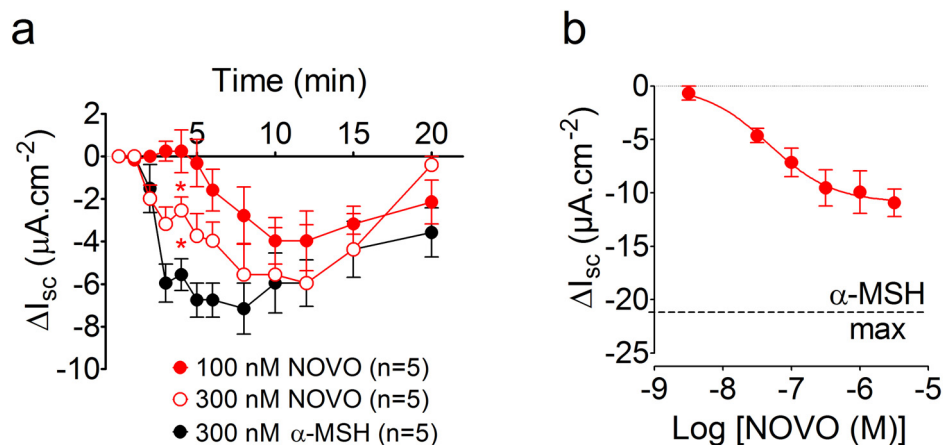 a
Time (min)
2
0
-2
-4
-6
-8
-10
5
10
15
20
ΔIsc (μA.cm-2)
*
*
100 nM NOVO (n=5)
300 nM NOVO (n=5)
300 nM α-MSH (n=5)
b
0
-5
-10
-15
-20
-25
ΔIsc (μA.cm-2)
α-MSH
max
-9
-8
-7
-6
-5
Log [NOVO (M)]